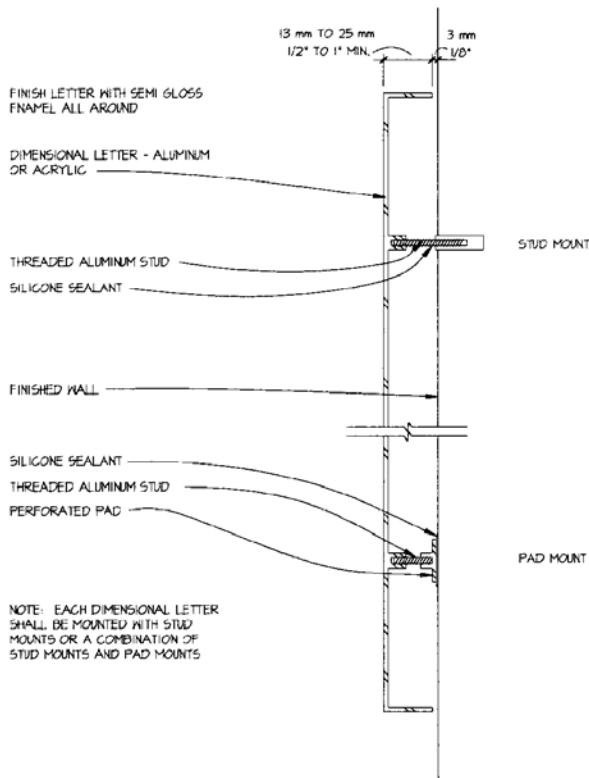 13 mm TO 25 mm
1/2" TO 1" MIN.
3 mm
1/8"
FINISH LETTER WITH SEMI GLOSS
ENAMEL ALL AROUND
DIMENSIONAL LETTER - ALUMINUM
OR ACRYLIC
THREADED ALUMINUM STUD
SILICONE SEALANT
STUD MOUNT
FINISHED WALL
SILICONE SEALANT
THREADED ALUMINUM STUD
PERFORATED PAD
PAD MOUNT
NOTE: EACH DIMENSIONAL LETTER
SHALL BE MOUNTED WITH STUD
MOUNTS OR A COMBINATION OF
STUD MOUNTS AND PAD MOUNTS